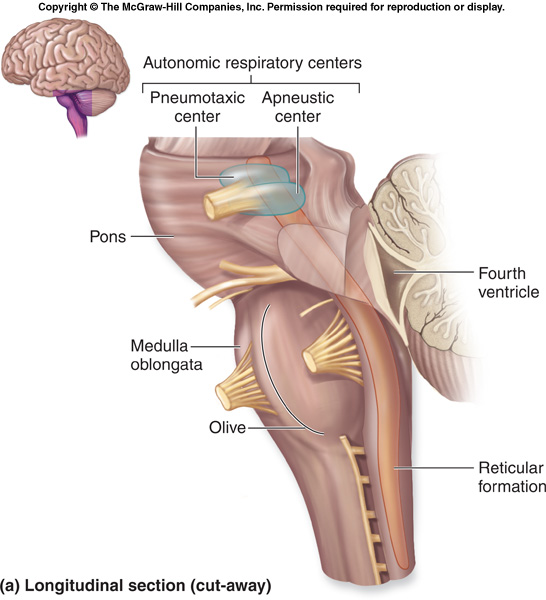 Copyright © The McGraw-Hill Companies, Inc. Permission required for reproduction or display.
Autonomic respiratory centers
Pneumotaxic
center
Apneustic
center
Pons
Fourth
ventricle
Medulla
oblongata
Olive
Reticular
formation
(a) Longitudinal section (cut-away)